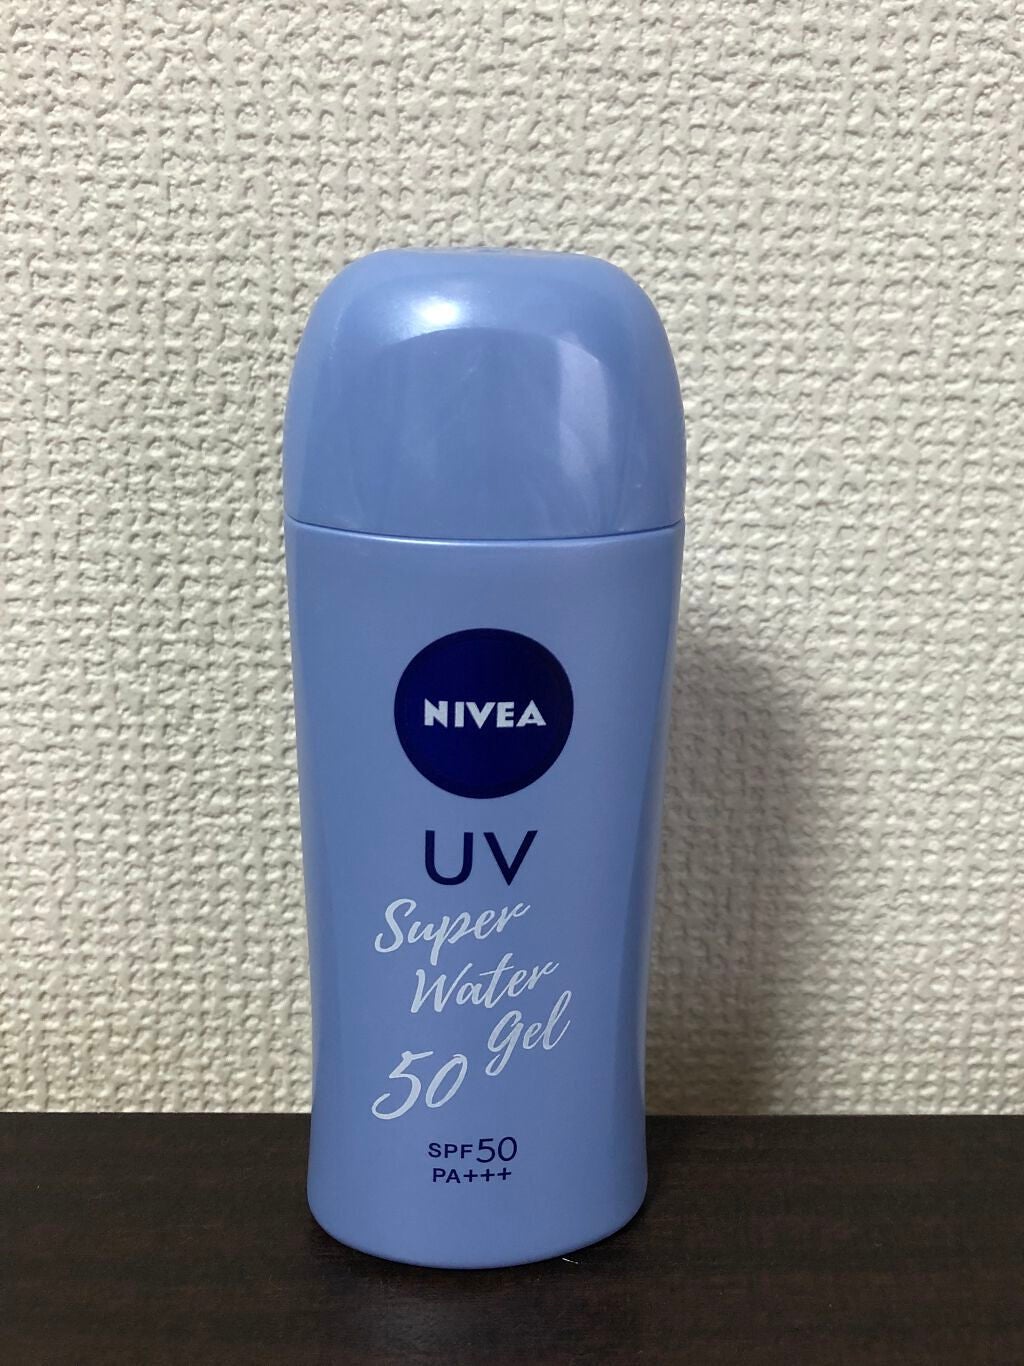 NIVEA
UV
Super
Water
Gel
50
SPF50
PA+++